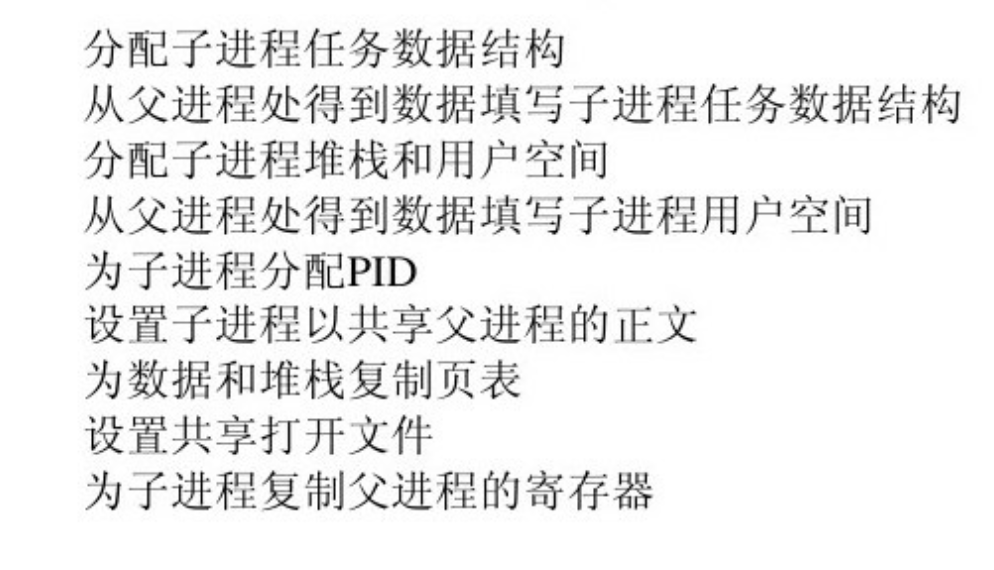 分配子进程任务数据结构
从父进程处得到数据填写子进程任务数据结构
分配子进程堆栈和用户空间
从父进程处得到数据填写子进程用户空间
为子进程分配PID
设置子进程以共享父进程的正文
为数据和堆栈复制页表
设置共享打开文件
为子进程复制父进程的寄存器